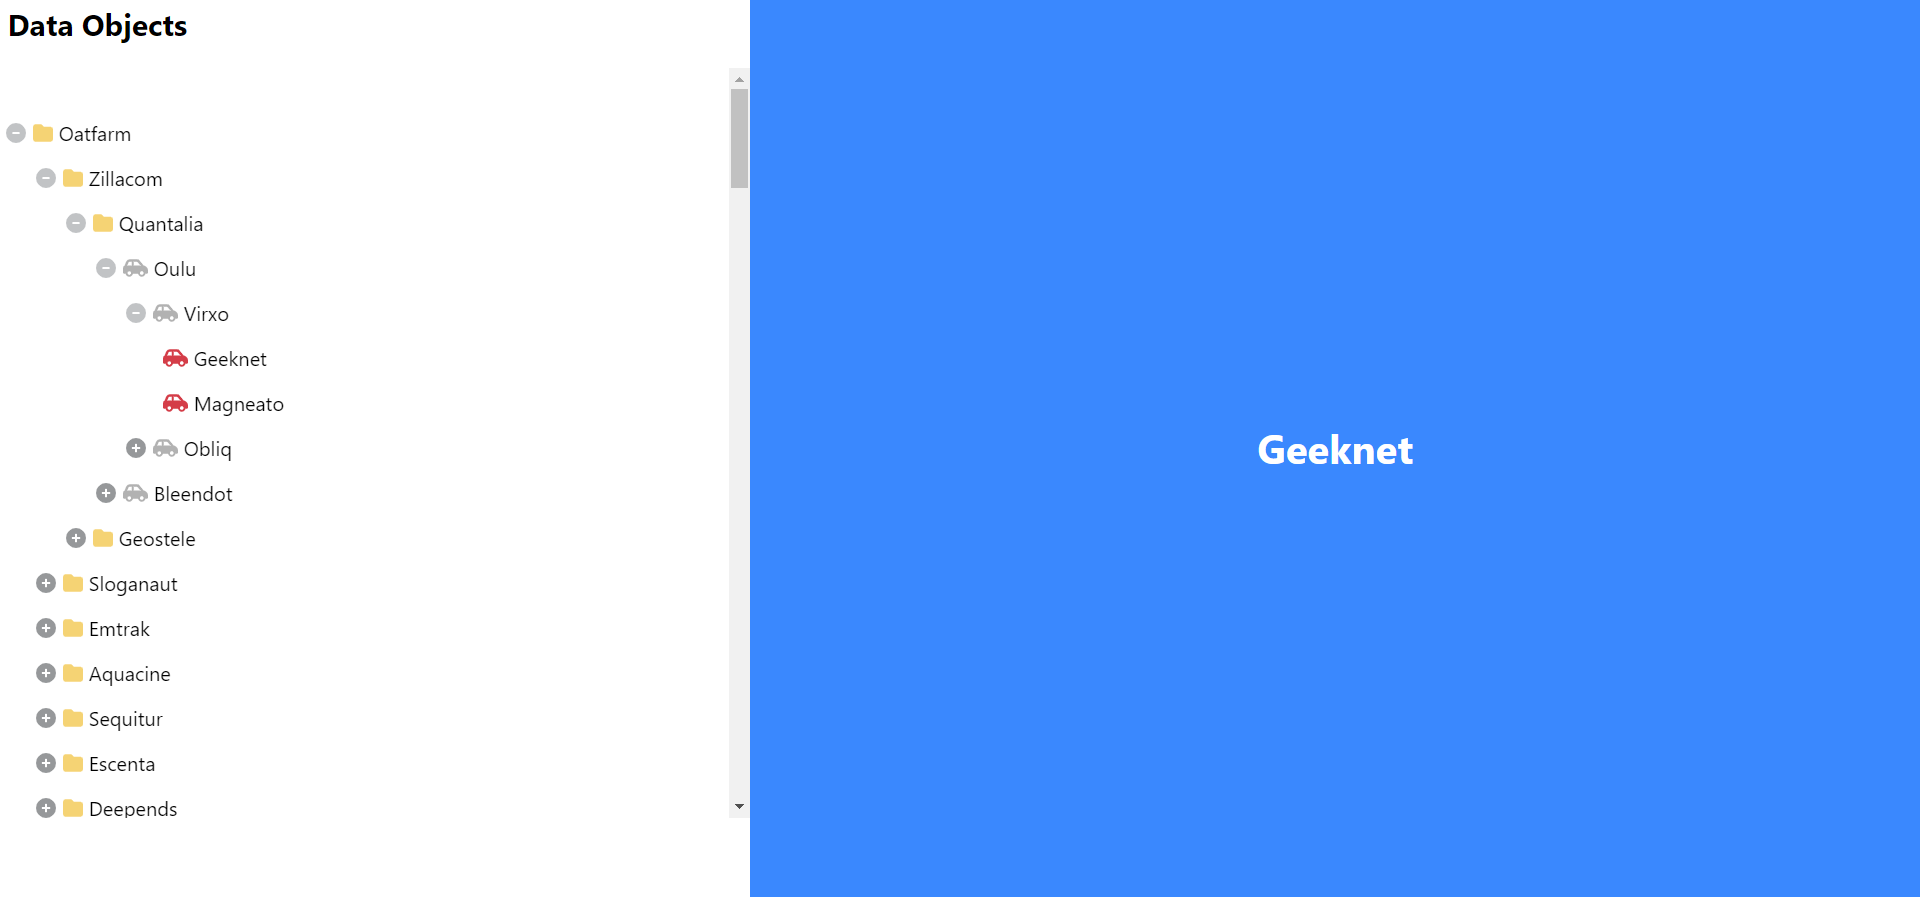 Data Objects
Oatfarm
Zillacom
Quantalia
Oulu
Virxo
Geeknet
Magneato
Obliq
Bleendot
Geostele
Sloganaut
Emtrak
Aquacine
Sequitur
Escenta
Deepends
Geeknet